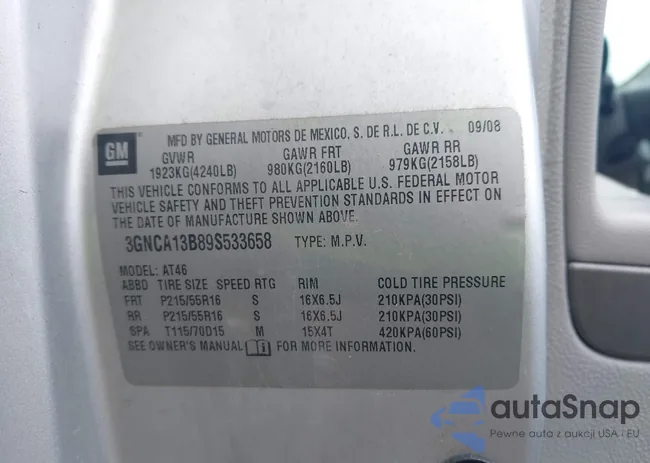 GM
MFD BY GENERAL MOTORS DE MEXICO, S. DE R.L. DE C.V. 09/08
GVWR GAWR FRT GAWR RR
1923KG(4240LB) 980KG(2160LB) 979KG(2158LB)
THIS VEHICLE CONFORMS TO ALL APPLICABLE U.S. FEDERAL MOTOR
VEHICLE SAFETY AND THEFT PREVENTION STANDARDS IN EFFECT ON
THE DATE OF MANUFACTURE SHOWN ABOVE.
3GNCA13B89S533658 TYPE: M.P.V.
MODEL: AT46
ABBD TIRE SIZE SPEED RTG RIM COLD TIRE PRESSURE
FRT P215/55R16 S 16X6.5J 210KPA(30PSI)
RR P215/55R16 S 16X6.5J 210KPA(30PSI)
SPA T115/70D15 M 15X4T 420KPA(60PSI)
SEE OWNER'S MANUAL FOR MORE INFORMATION.
autaSnap
Pewne auta z aukcji USA i EU